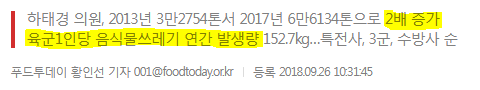 하태경 의원, 2013년 3만2754톤서 2017년 6만6134톤으로 2배 증가
육군1인당 음식물쓰레기 연간 발생량 152.7kg...특전사, 3군, 수방사 순
푸드투데이 황인선 기자 001@foodtoday.or.kr | 등록 2018.09.26 10:31:45